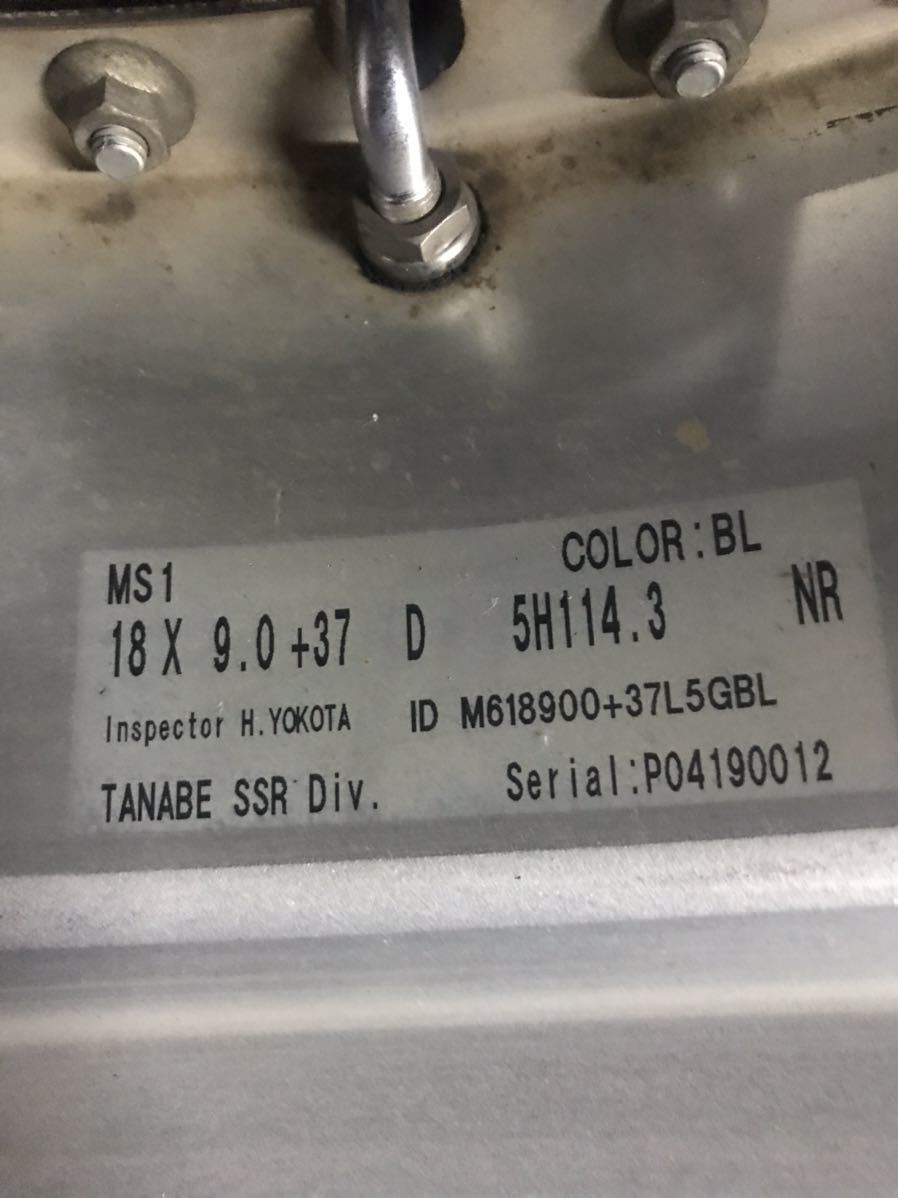 MS1 COLOR:BL
18 X 9.0 +37 D 5H114.3 NR
Inspector H.YOKOTA ID M618900+37L5GBL
TANABE SSR Div. Serial:P04190012